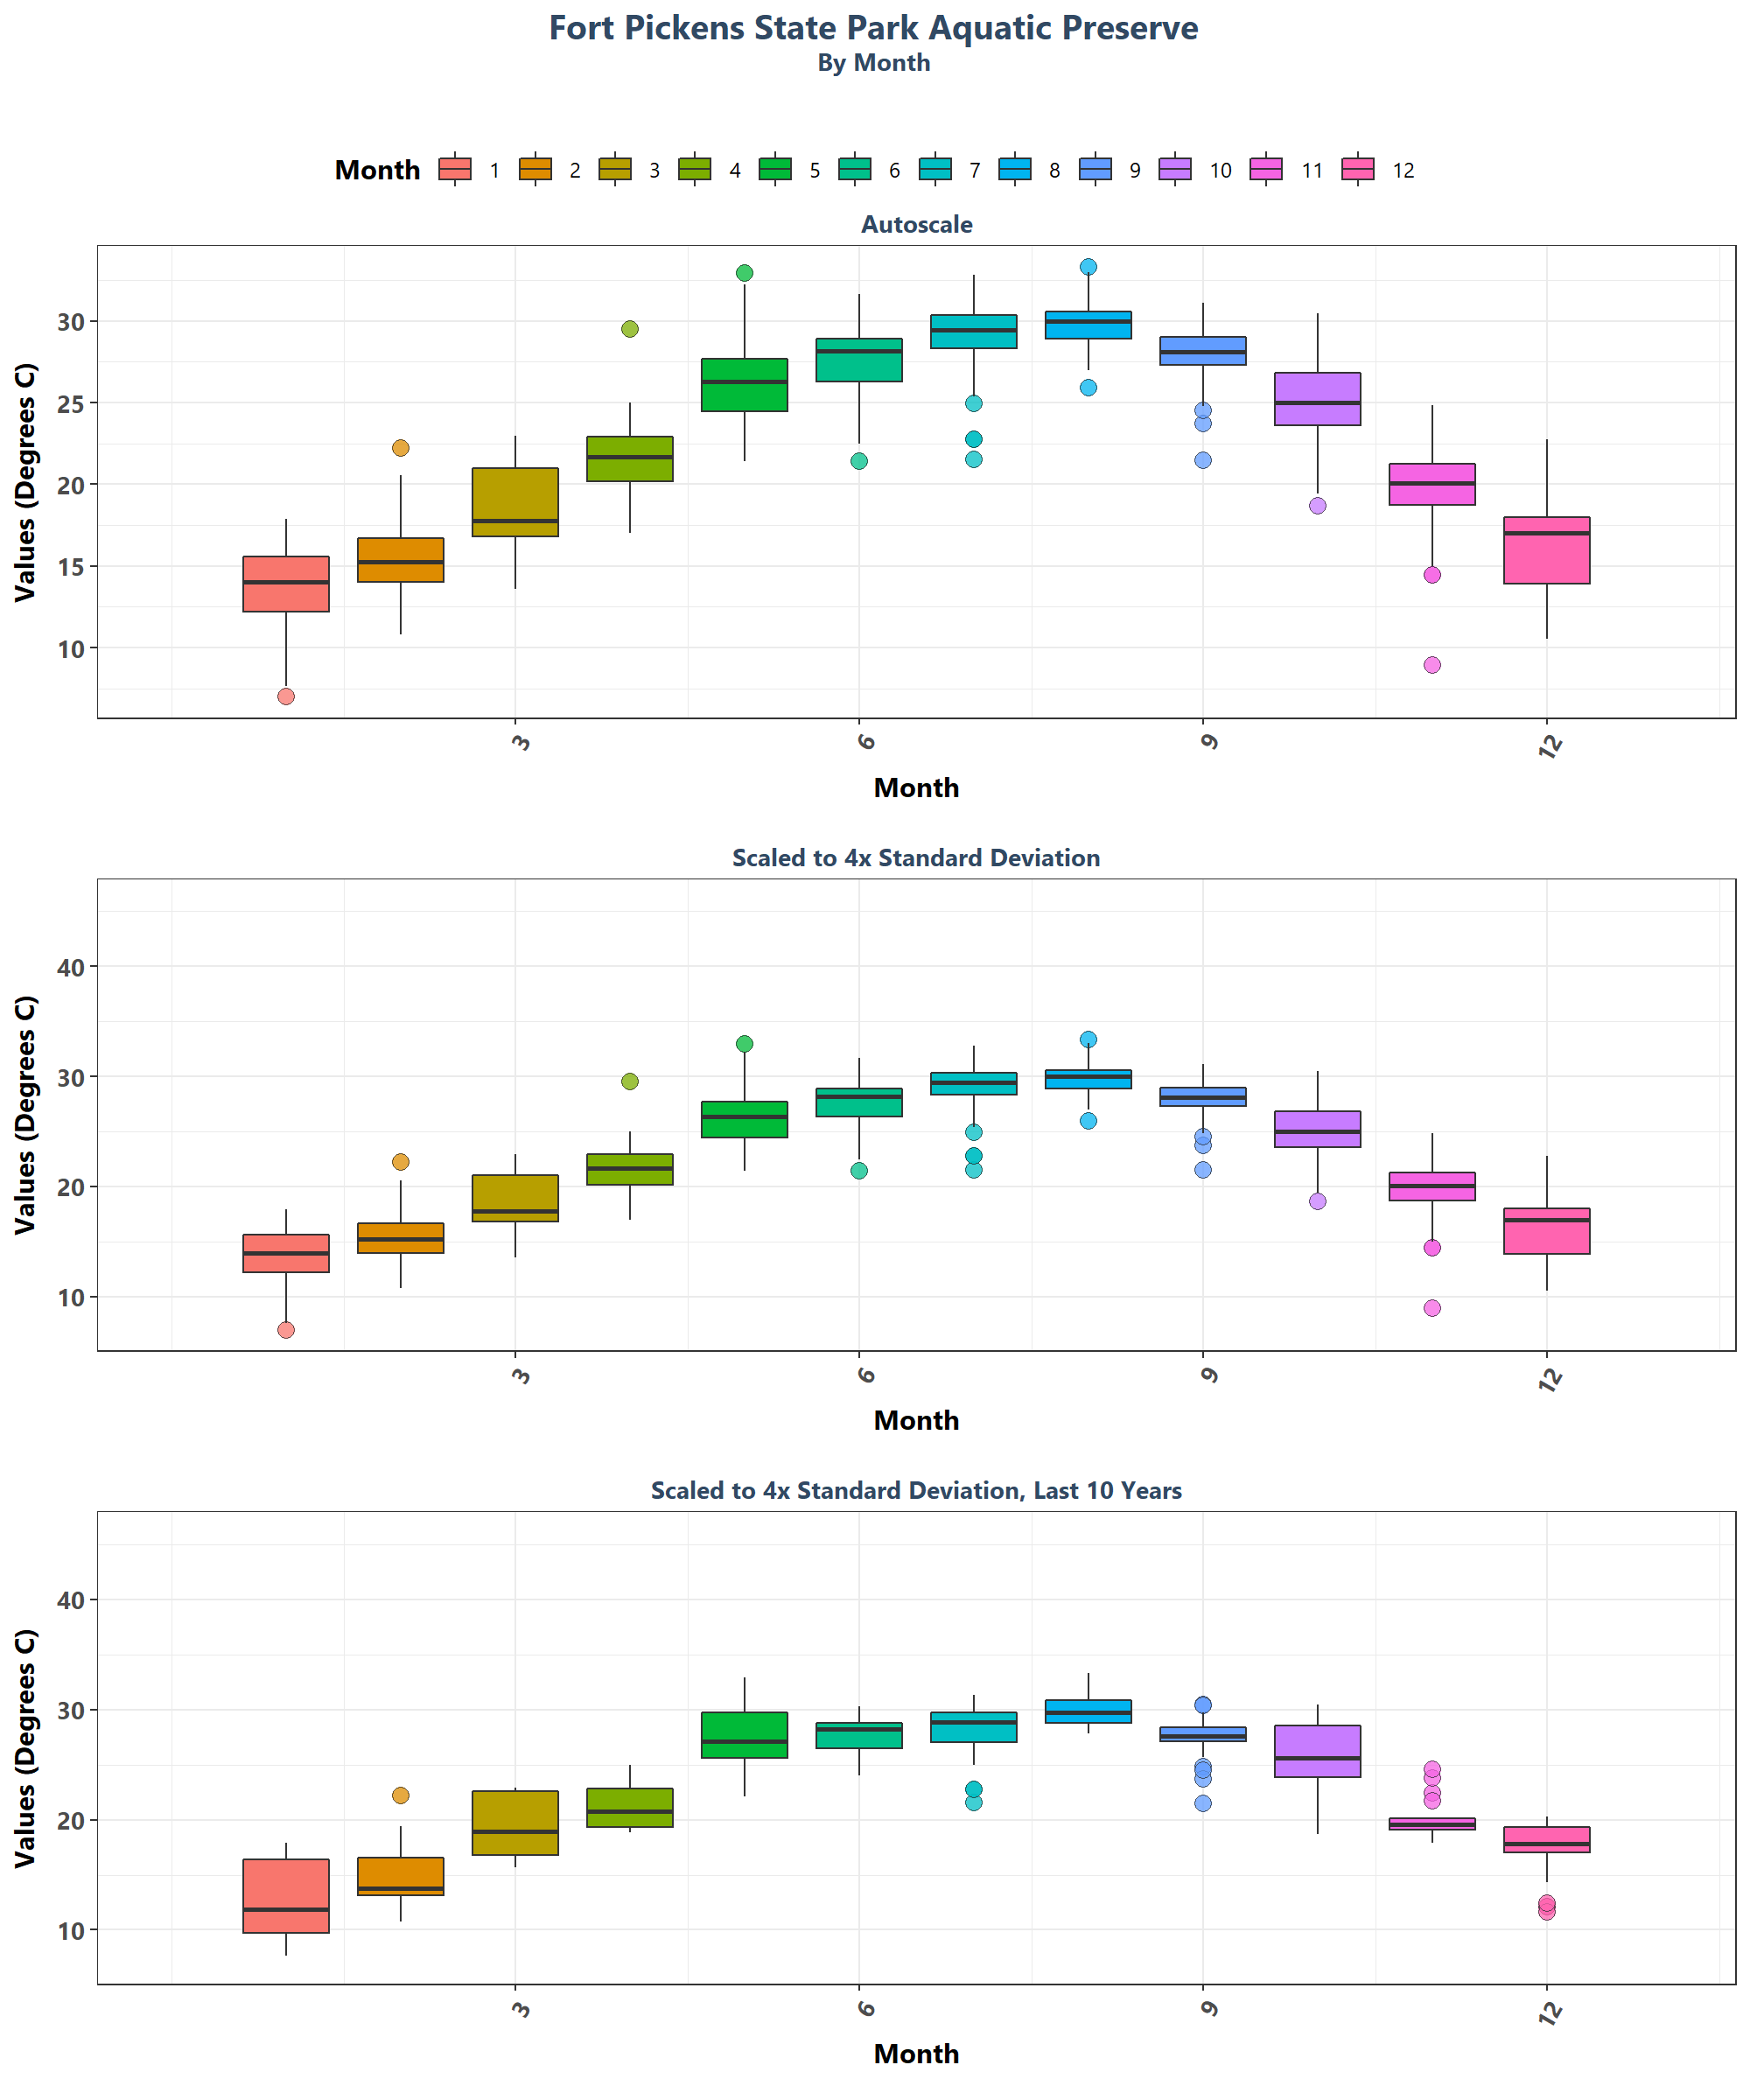 Fort Pickens State Park Aquatic Preserve
By Month
Month 1 2 3 4 5 6 7 8 9 10 11 12
Autoscale
Values (Degrees C)
30
25
20
15
10
3 6 9 12
Month
Scaled to 4x Standard Deviation
Values (Degrees C)
40
30
20
10
3 6 9 12
Month
Scaled to 4x Standard Deviation, Last 10 Years
Values (Degrees C)
40
30
20
10
3 6 9 12
Month